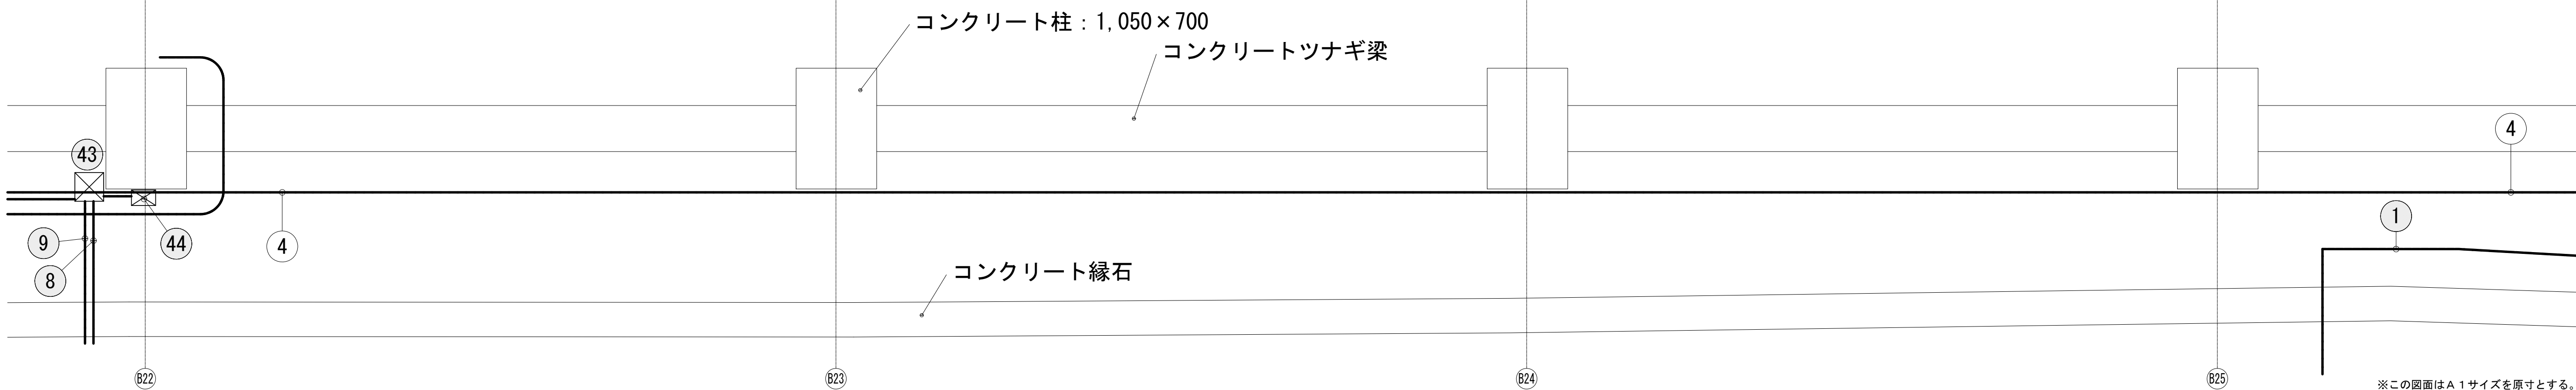 コンクリート柱：1,050×700
コンクリートツナギ梁
43
4
1
9
44
4
8
コンクリート縁石
B22
B23
B24
B25
※この図面はA1サイズを原寸とする。